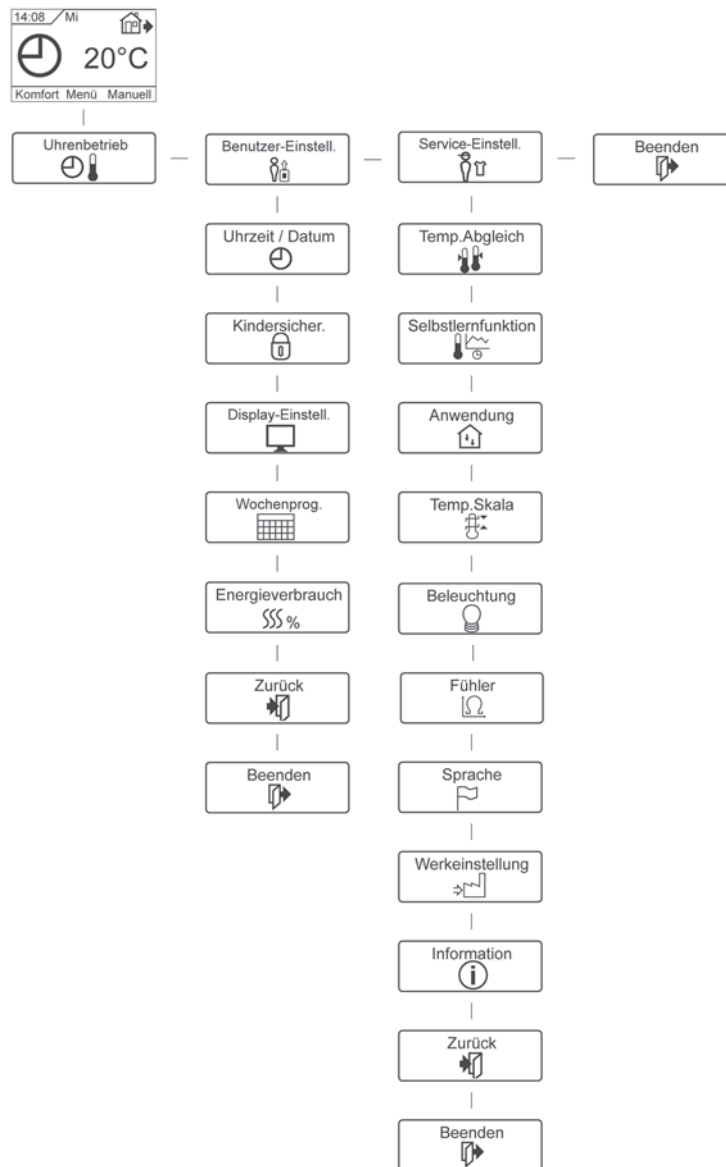 14:08 Mi
20°C
Komfort Menü Manuell
Uhrenbetrieb
Benutzer-Einstell.
Service-Einstell.
Beenden
Uhrzeit / Datum
Kindersicher.
Display-Einstell.
Wochenprog.
Energieverbrauch
%
Zurück
Beenden
Temp.Abgleich
Selbstlernfunktion
Anwendung
Temp.Skala
Beleuchtung
Fühler
Ω
Sprache
Werkeinstellung
Information
i
Zurück
Beenden